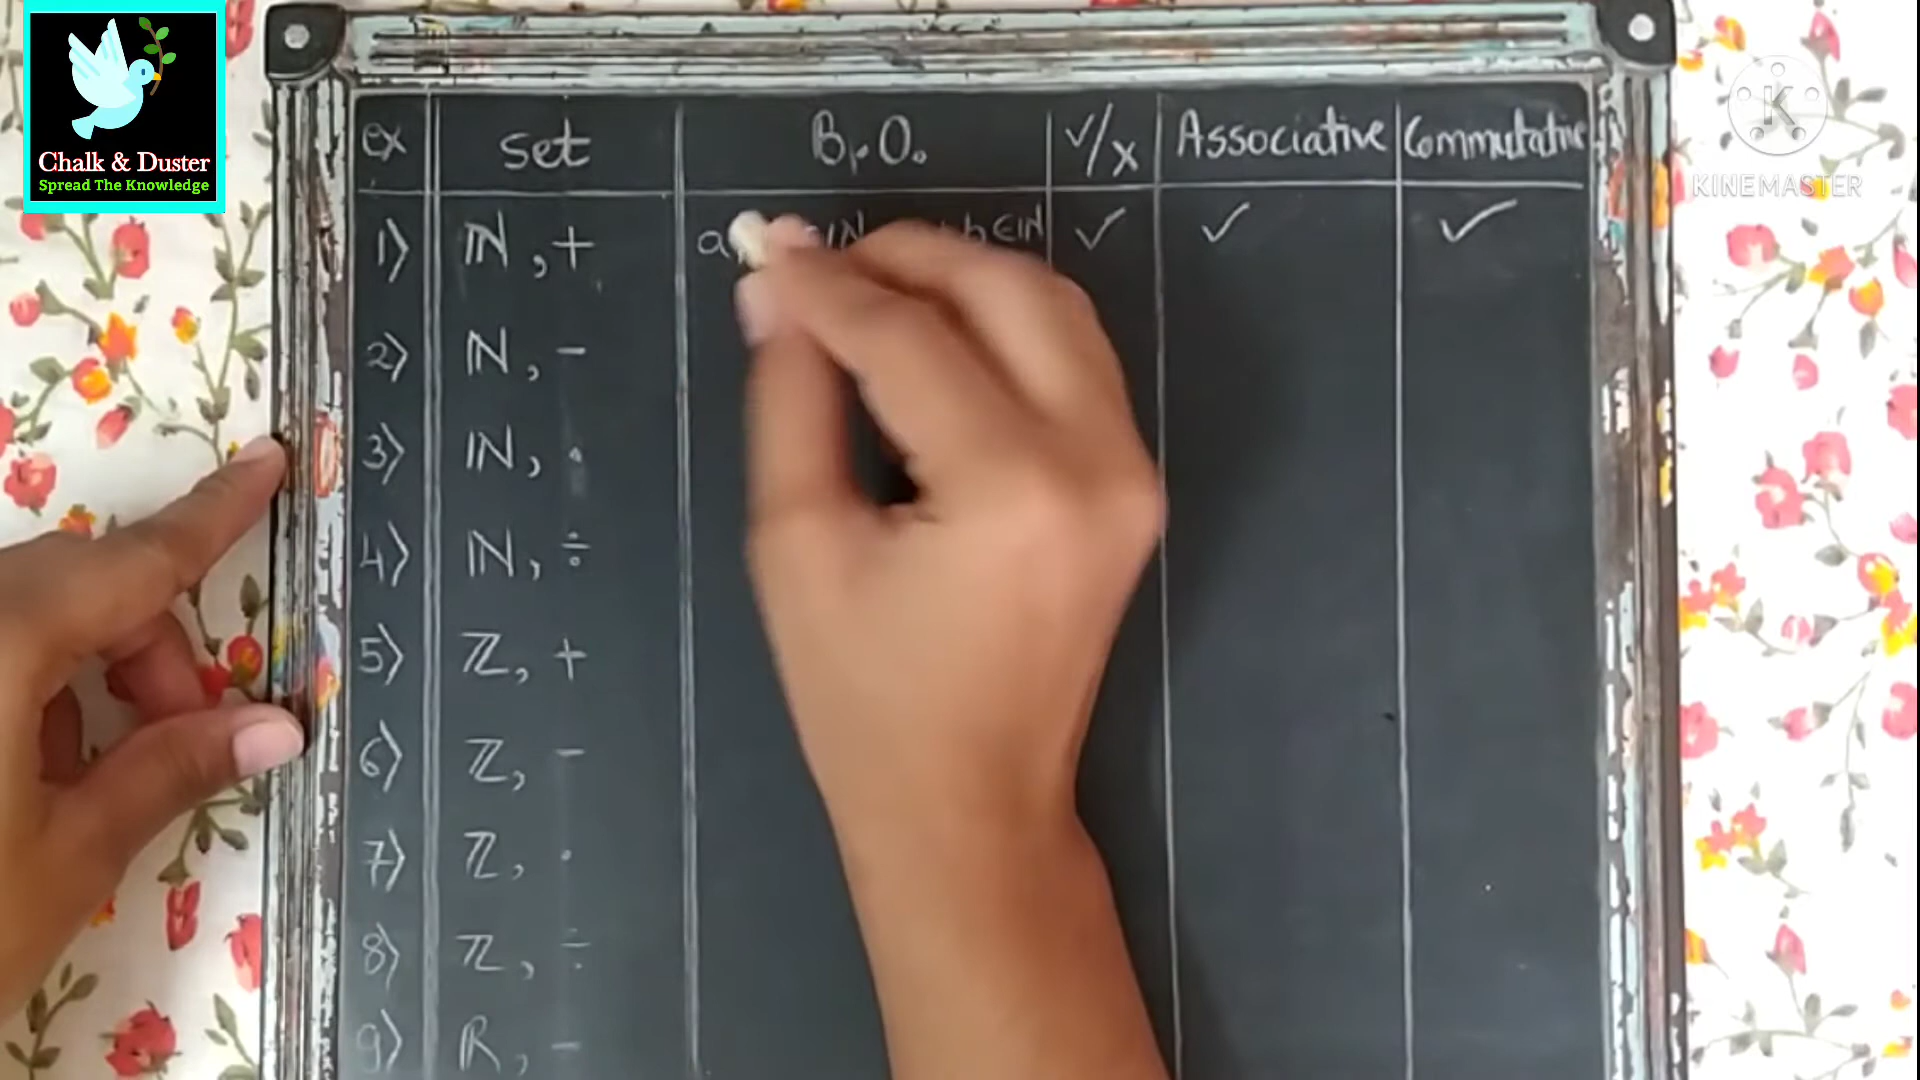 Chalk & Duster
Spread The Knowledge
KINEMASTER
ex set B.O. ✓/x Associative Commutative
1) ℕ, + a b∈ℕ ✓ ✓ ✓
2) ℕ, -
3) ℕ, ·
4) ℕ, ÷
5) ℤ, +
6) ℤ, -
7) ℤ, ·
8) ℤ, ÷
9) ℝ, -